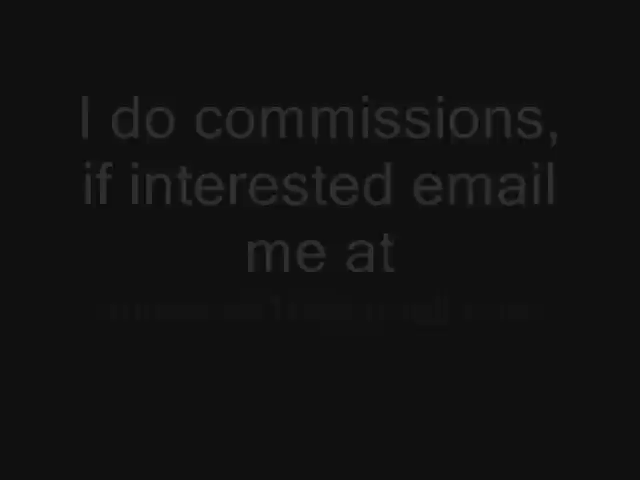 I do commissions,
if interested email
me at